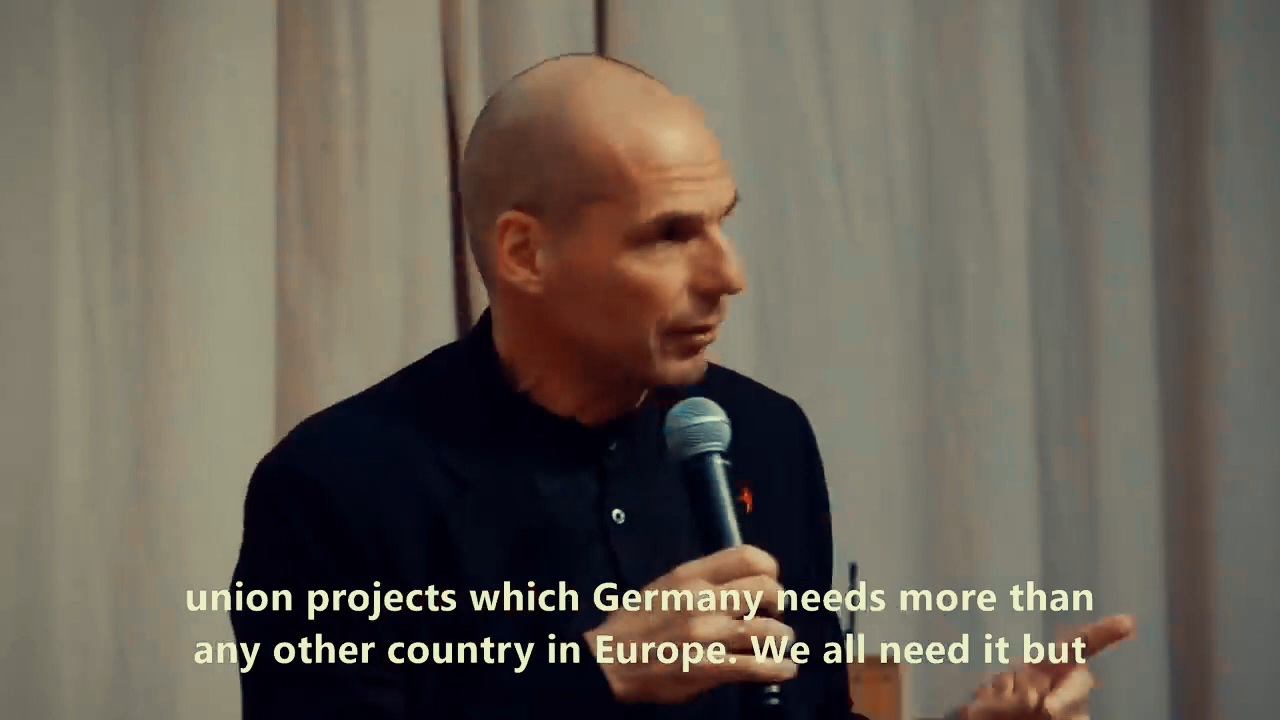 union projects which Germany needs more than
any other country in Europe. We all need it but